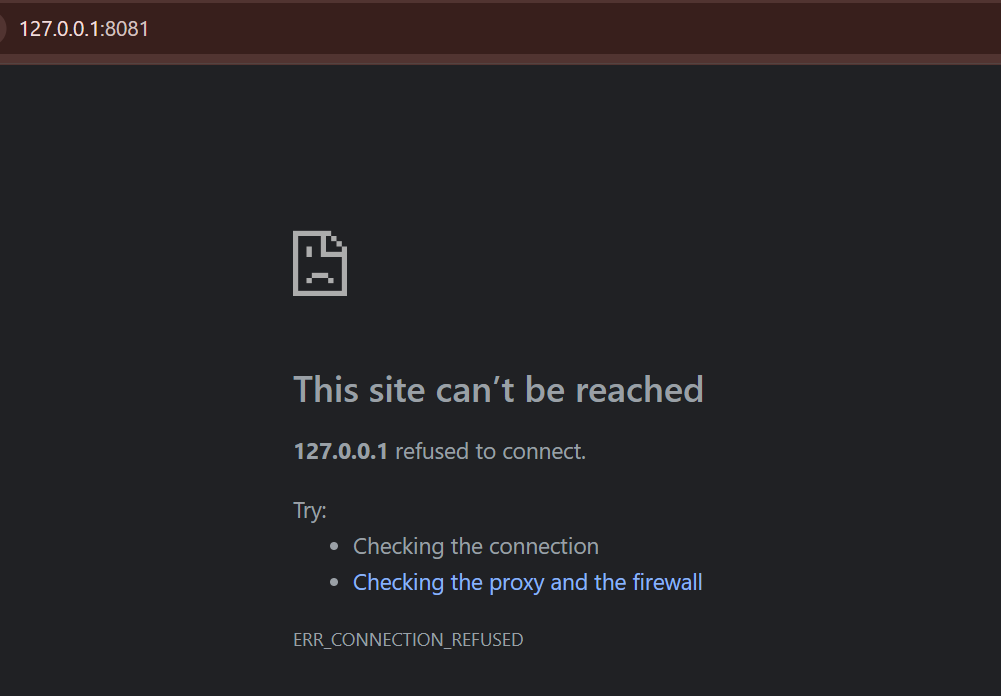 127.0.0.1:8081
This site can’t be reached
127.0.0.1 refused to connect.
Try:
• Checking the connection
• Checking the proxy and the firewall
ERR_CONNECTION_REFUSED